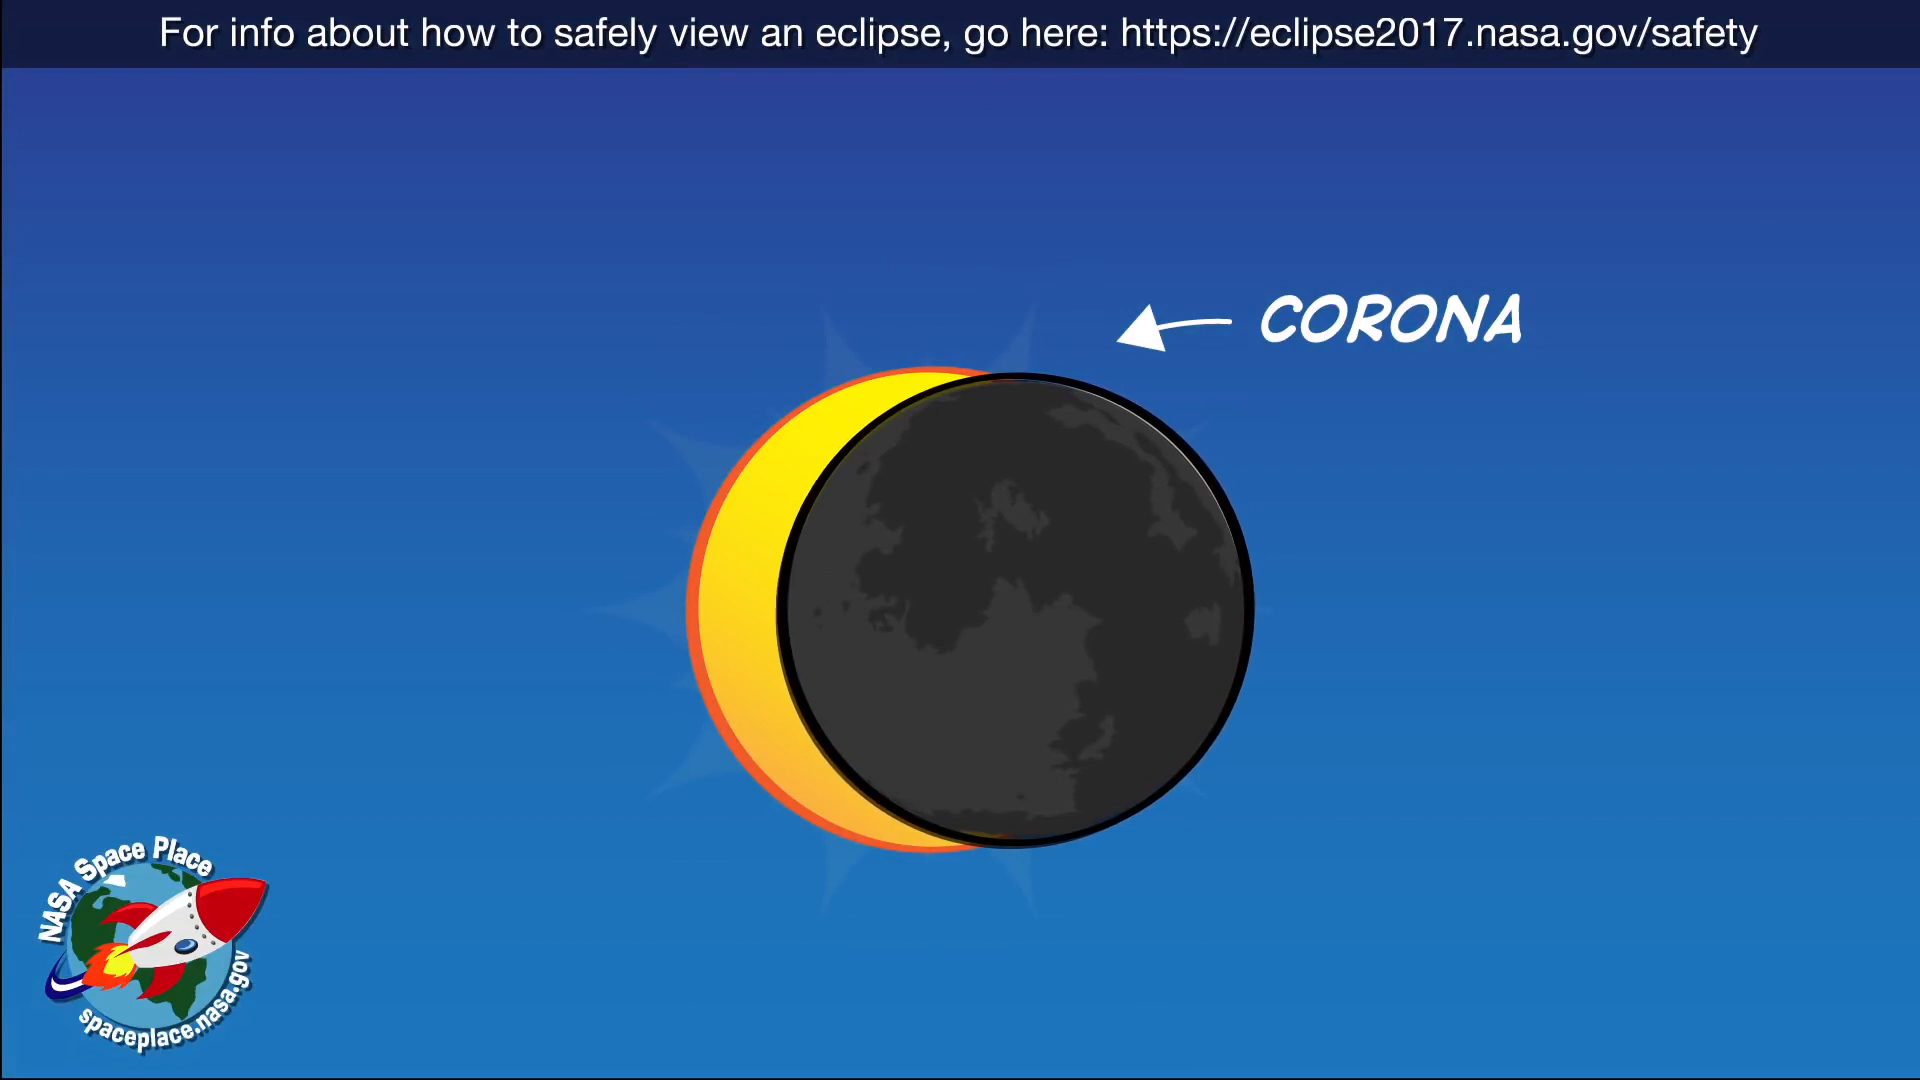 For info about how to safely view an eclipse, go here: https://eclipse2017.nasa.gov/safety
CORONA
NASA Space Place
spaceplace.nasa.gov